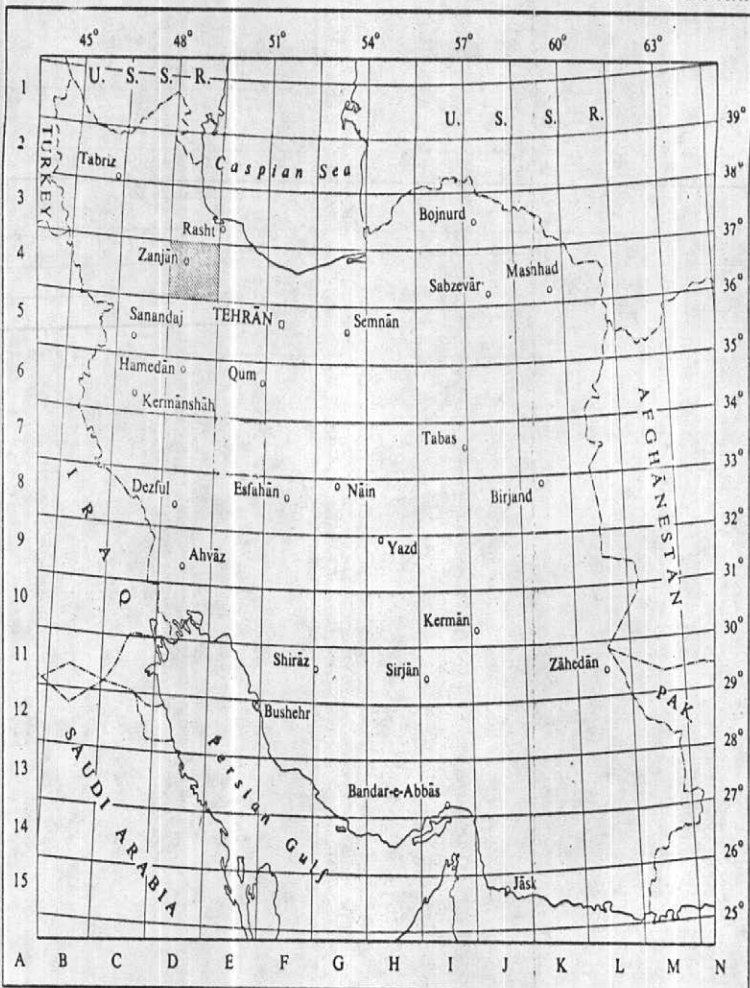 45° 48° 51° 54° 57° 60° 63°
1 U. S. S. R.
U. S. S. R.
39°
2
TURKEY
Caspian Sea
Tabriz
38°
3
Bojnurd
Rasht
37°
4
Zanjān
Mashhad
Sabzevār
36°
5
Sanandaj
TEHRĀN
Semnān
35°
6
Hamedān
Qum
Kermānshāh
34°
AFGHĀNESTĀN
7
Tabas
33°
IRAQ
8
Dezful
Esfahān
Nāin
Birjand
32°
9
Yazd
Ahvāz
31°
10
Kermān
30°
11
Shirāz
Sirjān
Zāhedān
29°
PAK
12
Bushehr
28°
SAUDI ARABIA
Persian Gulf
13
Bandar-e-Abbās
27°
14
26°
15
Jāsk
25°
A B C D E F G H I J K L M N